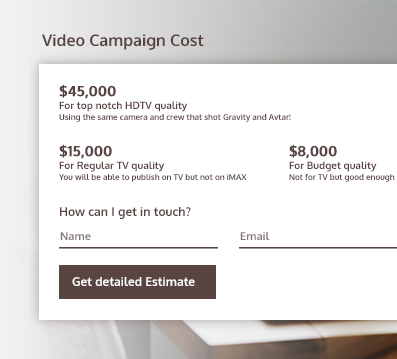 Video Campaign Cost
$45,000
For top notch HDTV quality
Using the same camera and crew that shot Gravity and Avtar!
$15,000
For Regular TV quality
You will be able to publish on TV but not on iMAX
$8,000
For Budget quality
Not for TV but good enough
How can I get in touch?
Name
Email
Get detailed Estimate